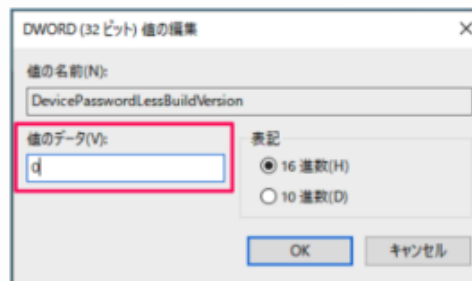 DWORD (32 ビット) 値の編集
値の名前(N):
DevicePasswordLessBuildVersion
値のデータ(V):
0
表記
16 進数(H)
10 進数(D)
OK
キャンセル